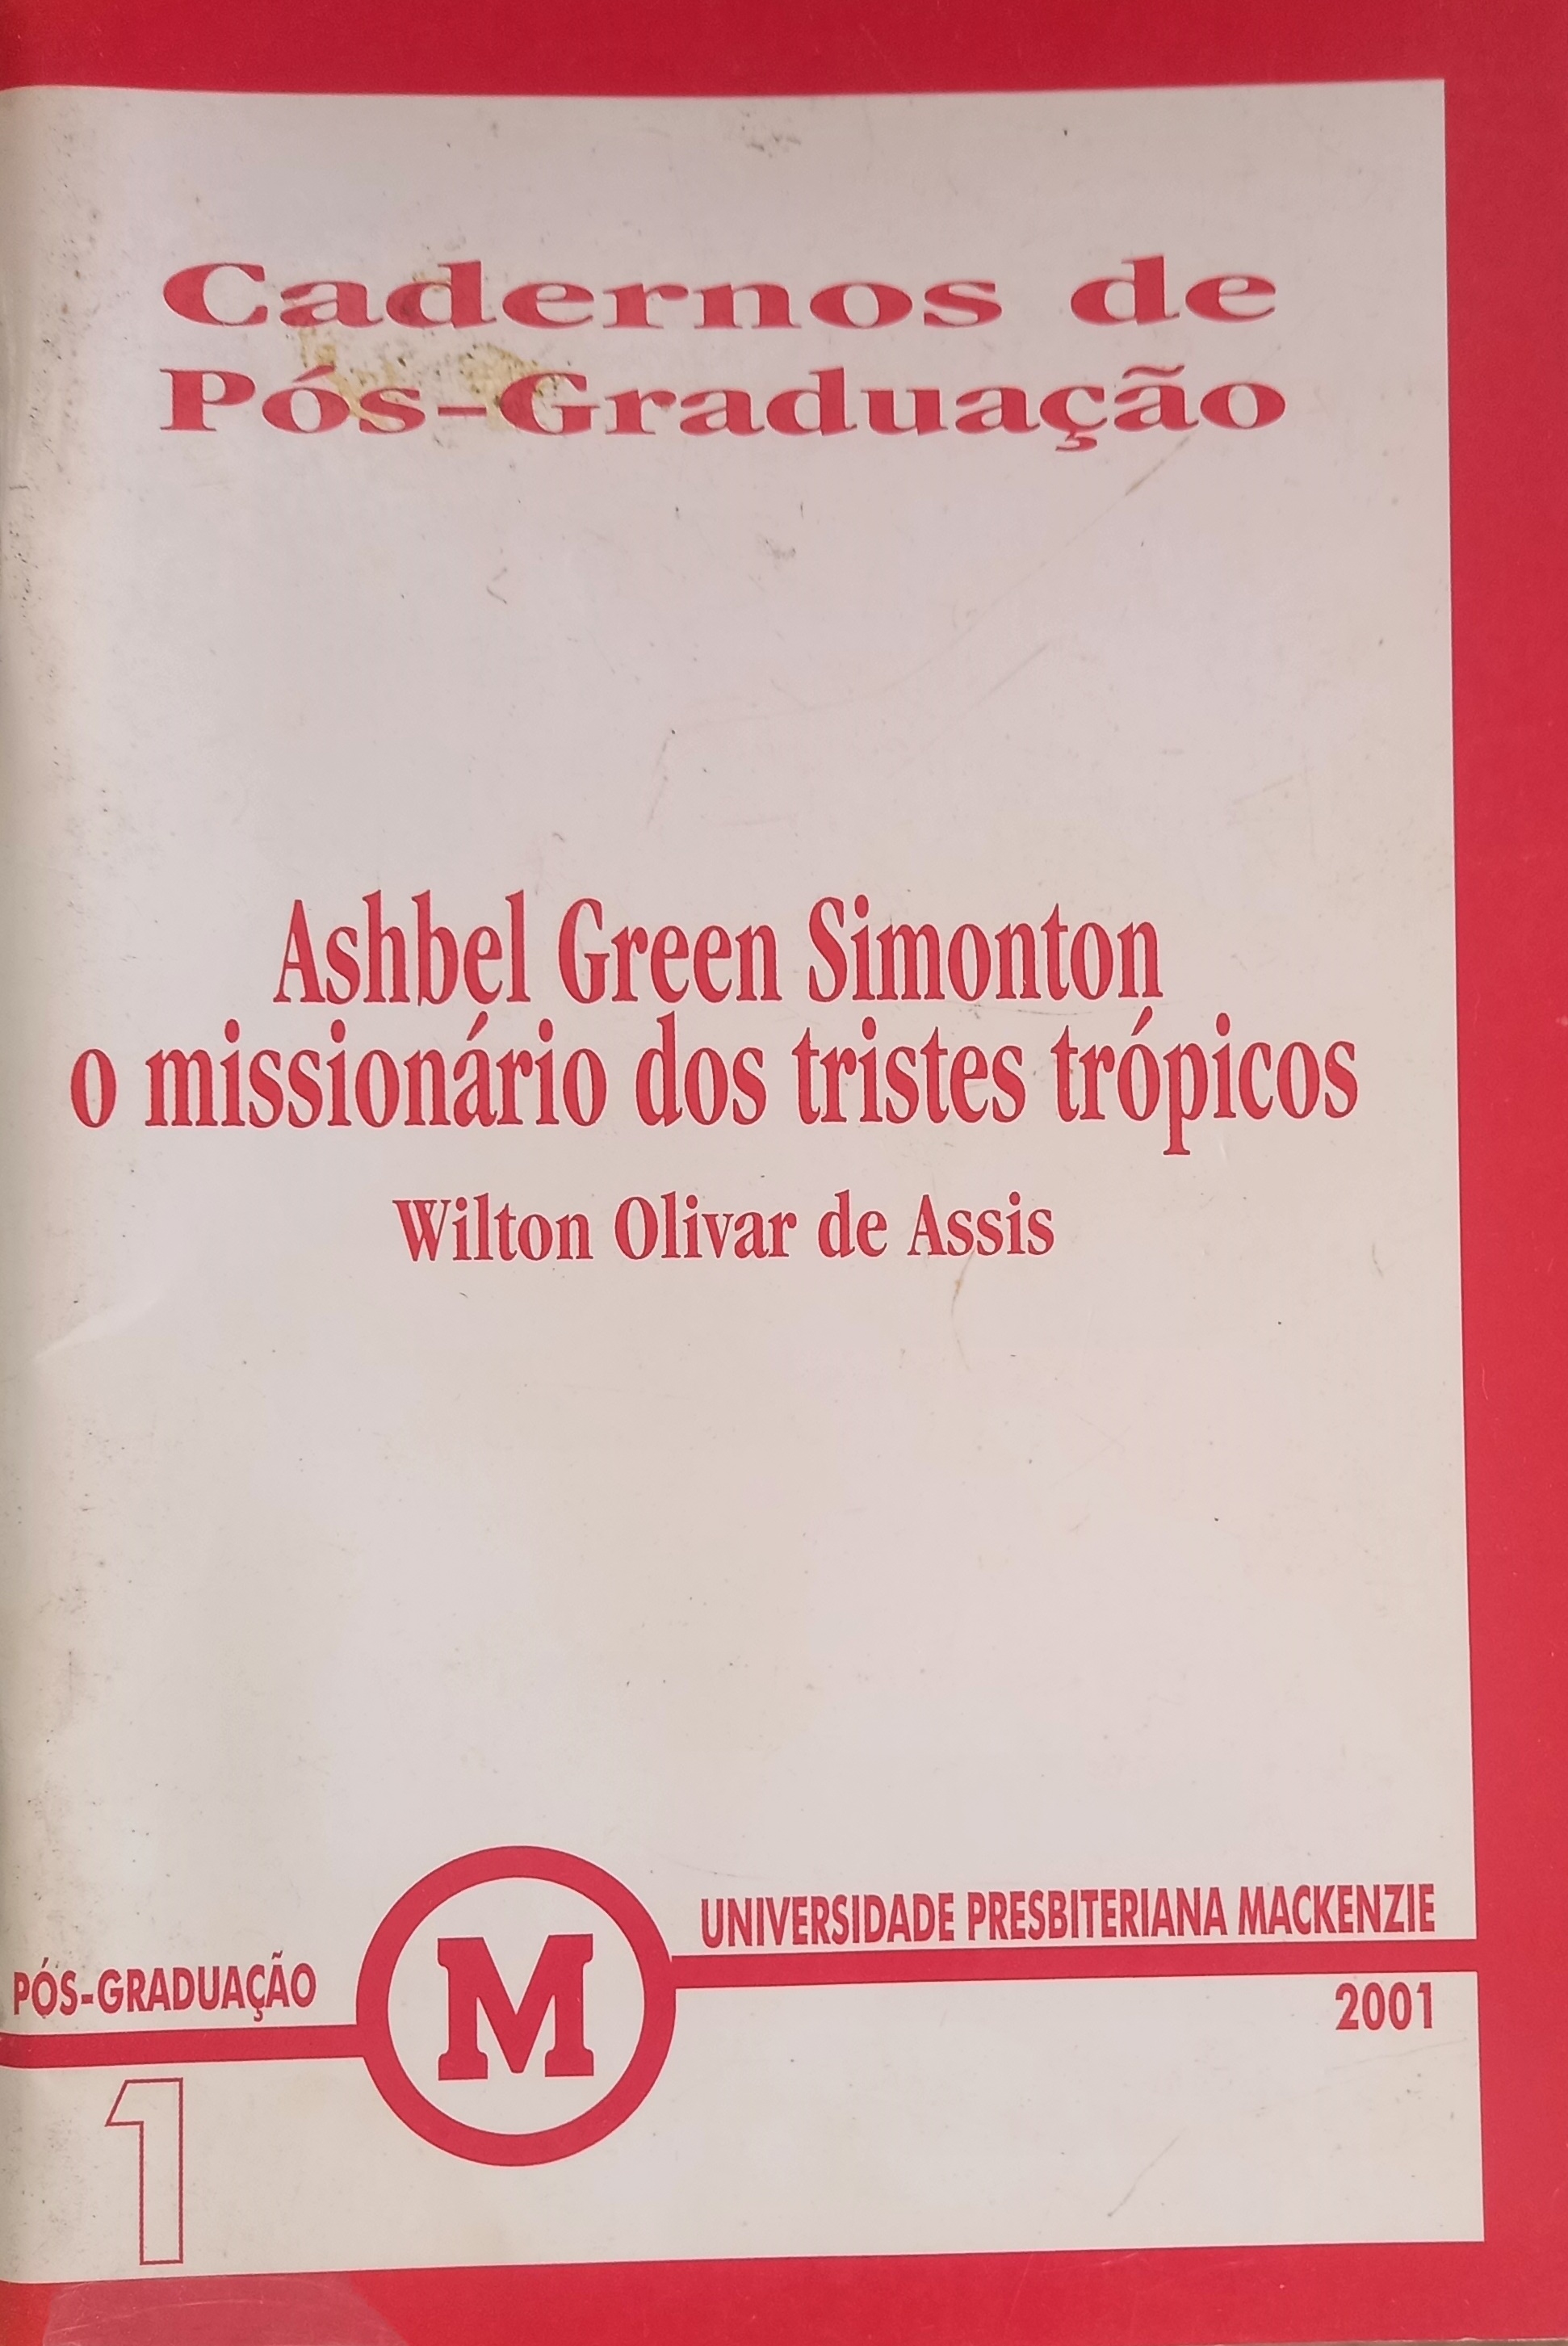 Cadernos de
Pós-Graduação
Ashbel Green Simonton
o missionário dos tristes trópicos
Wilton Olivar de Assis
UNIVERSIDADE PRESBITERIANA MACKENZIE
PÓS-GRADUAÇÃO
M
2001
1